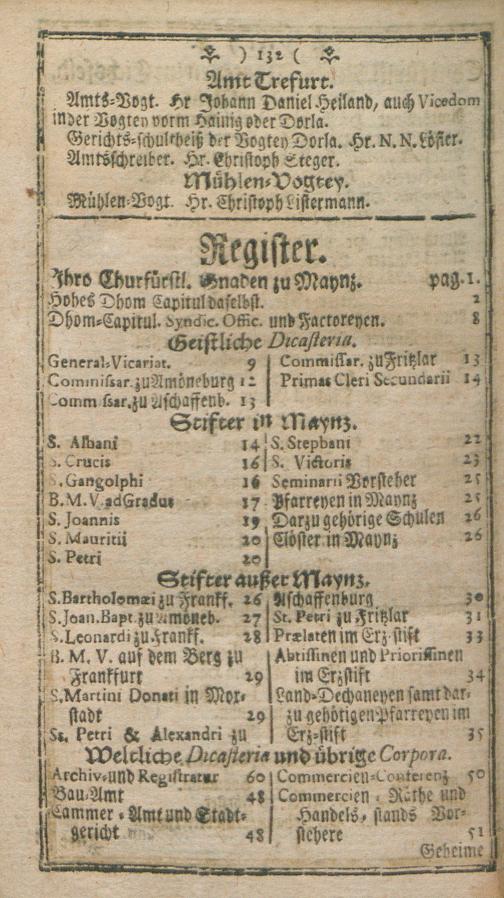 ) 132 (
Amt Trefurt.
Amts-Vogt. Hr Johann Daniel Heiland, auch Vicedom
in der Vogtey vorm Hainig oder Dorla.
Gerichts-schultheiß der Vogtey Dorla. Hr. N. N. Löfler.
Amtsschreiber. Hr. Christoph Steger.
Mühlen-Vogtey.
Mühlen-Vogt. Hr. Christoph Listermann.
Register.
Ihro Churfürstl. Gnaden zu Maynz. pag. 1.
Hohes Dhom Capitul daselbst. 2
Dhom-Capitul. Syndic. Offic. und Factoreyen. 8
Geistliche Dicasteria.
General-Vicariat. 9
Commissar. zu Amöneburg 12
Commissar. zu Aschaffenb. 13
Commissar. zu Fritzlar 13
Primas Cleri Secundarii 14
Stifter in Maynz.
S. Albani 14
S. Crucis 16
S. Gangolphi 16
B. M. V. ad Gradus 17
S. Joannis 19
S. Mauritii 20
S. Petri 20
S. Stephani 22
S. Victoris 23
Seminarii Vorsteher 25
Pfarreyen in Maynz 25
Darzu gehörige Schulen 26
Clöster in Maynz 26
Stifter außer Maynz.
S. Bartholomæi zu Franckf. 26
S. Joan. Bapt. zu Amöneb. 27
S. Leonardi zu Franckf. 28
B. M. V. auf dem Berg zu
Franckfurt 29
S. Martini Donati in Mor-
stadt 29
Ss. Petri & Alexandri zu
Aschaffenburg 30
St. Petri zu Fritzlar 31
Prælaten im Erz-stift 33
Abtissinen und Priorissinen
im Erzstift 34
Land-Dechaneyen samt dar-
zu gehötigen Pfarreyen im
Erz-stift 35
Weltliche Dicasteria und übrige Corpora.
Archiv-und Registratur 60
Bau-Amt 48
Cammer-Amt und Stadt-
gericht 48
Commercien-Conferenz 50
Commercien-Räthe und
Handels-stands Vor-
stehere 51
Geheime